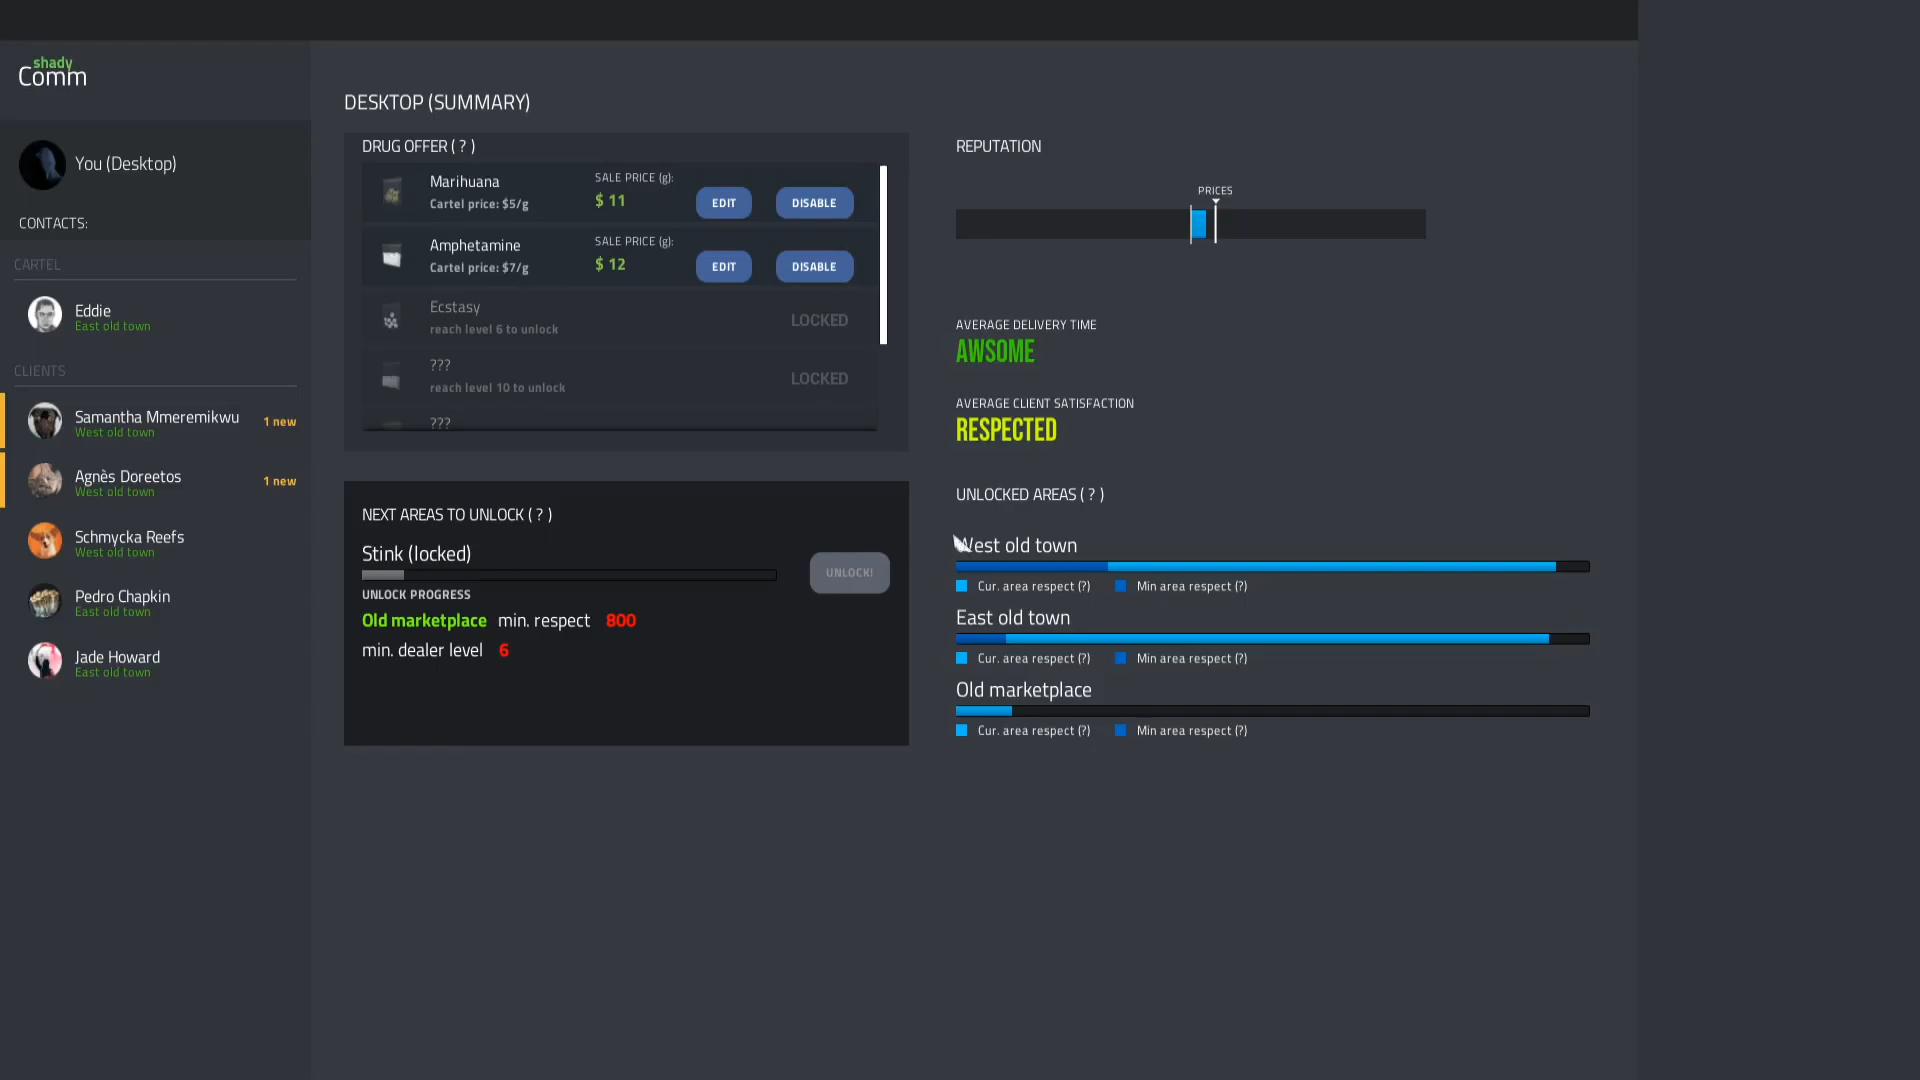 shady
Comm
You (Desktop)
CONTACTS:
CARTEL
Eddie
East old town
CLIENTS
Samantha Mmeremikwu
West old town
1 new
Agnès Doreetos
West old town
1 new
Schmycka Reefs
West old town
Pedro Chapkin
East old town
Jade Howard
East old town
DESKTOP (SUMMARY)
DRUG OFFER ( ? )
Marihuana
Cartel price: $5/g
SALE PRICE (g):
$ 11
EDIT
DISABLE
Amphetamine
Cartel price: $7/g
SALE PRICE (g):
$ 12
EDIT
DISABLE
Ecstasy
reach level 6 to unlock
LOCKED
???
reach level 10 to unlock
LOCKED
???
NEXT AREAS TO UNLOCK ( ? )
Stink (locked)
UNLOCK!
UNLOCK PROGRESS
Old marketplace min. respect 800
min. dealer level 6
REPUTATION
PRICES
AVERAGE DELIVERY TIME
AWSOME
AVERAGE CLIENT SATISFACTION
RESPECTED
UNLOCKED AREAS ( ? )
West old town
Cur. area respect (?) Min area respect (?)
East old town
Cur. area respect (?) Min area respect (?)
Old marketplace
Cur. area respect (?) Min area respect (?)